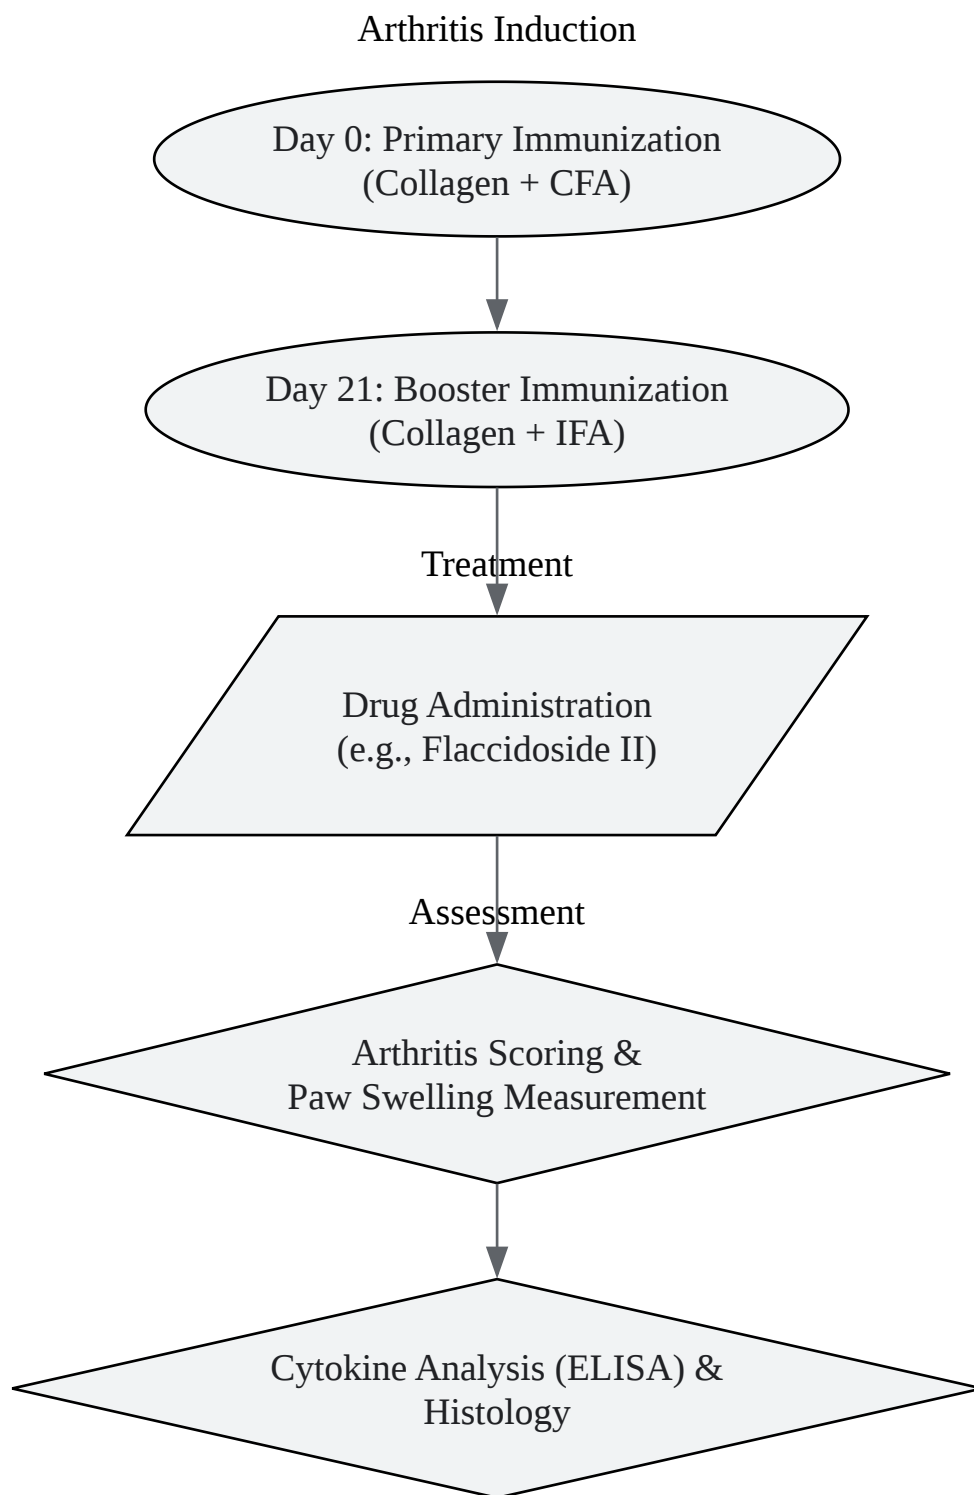 Arthritis Induction
Day 0: Primary Immunization
(Collagen + CFA)
Day 21: Booster Immunization
(Collagen + IFA)
Treatment
Drug Administration
(e.g., Flaccidoside II)
Assessment
Arthritis Scoring &
Paw Swelling Measurement
Cytokine Analysis (ELISA) &
Histology